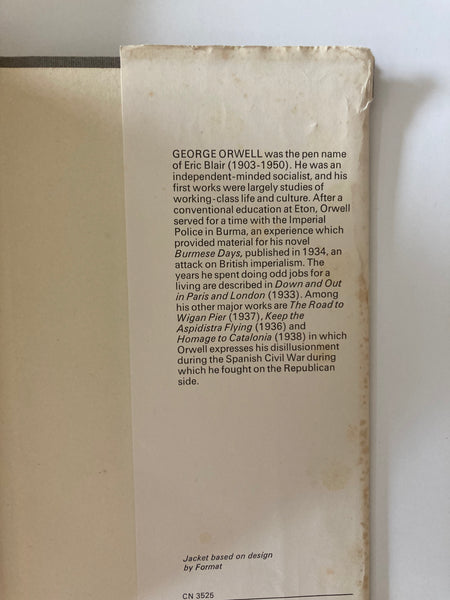 GEORGE ORWELL was the pen name
of Eric Blair (1903-1950). He was an
independent-minded socialist, and his
first works were largely studies of
working-class life and culture. After a
conventional education at Eton, Orwell
served for a time with the Imperial
Police in Burma, an experience which
provided material for his novel
Burmese Days, published in 1934, an
attack on British imperialism. The
years he spent doing odd jobs for a
living are described in Down and Out
in Paris and London (1933). Among
his other major works are The Road to
Wigan Pier (1937), Keep the
Aspidistra Flying (1936) and
Homage to Catalonia (1938) in which
Orwell expresses his disillusionment
during the Spanish Civil War during
which he fought on the Republican
side.
Jacket based on design
by Format
CN 3525